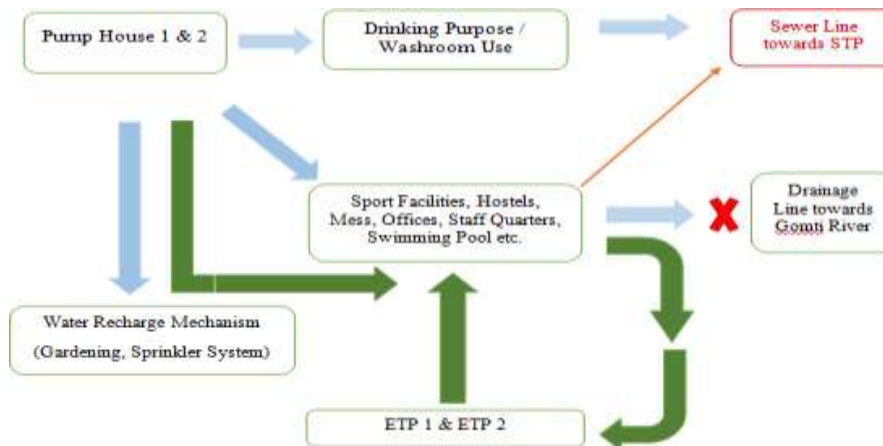 Pump House 1 & 2
Drinking Purpose /
Washroom Use
Sewer Line
towards STP
Sport Facilities, Hostels,
Mess, Offices, Staff Quarters,
Swimming Pool etc.
Drainage
Line towards
Gomti River
Water Recharge Mechanism
(Gardening, Sprinkler System)
ETP 1 & ETP 2